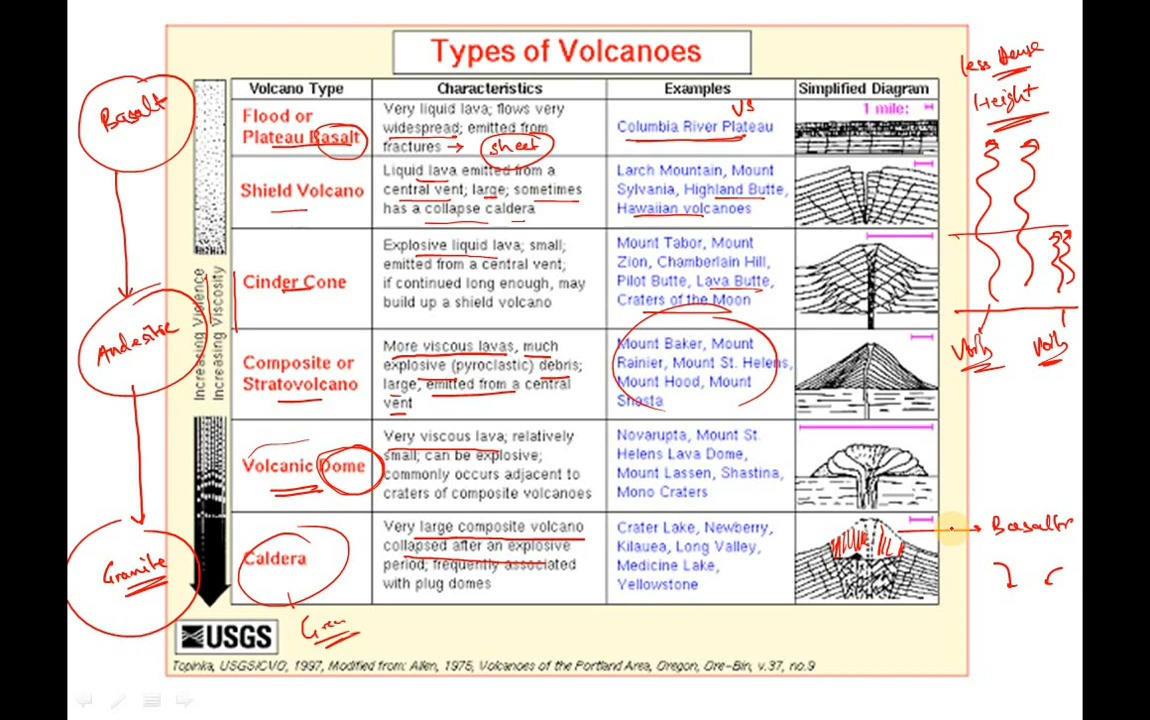 Types of Volcanoes
less Dense
Height
Basalt
Andesitic
Granite
Increasing Violence
Increasing Viscosity
Volcano Type
Characteristics
Examples
Simplified Diagram
Flood or
Plateau Basalt
Very liquid lava; flows very
widespread; emitted from
fractures → sheet
US
Columbia River Plateau
1 mile:
Shield Volcano
Liquid lava emitted from a
central vent; large; sometimes
has a collapse caldera
Larch Mountain, Mount
Sylvania, Highland Butte,
Hawaiian volcanoes
Cinder Cone
Explosive liquid lava; small;
emitted from a central vent;
if continued long enough, may
build up a shield volcano
Mount Tabor, Mount
Zion, Chamberlain Hill,
Pilot Butte, Lava Butte,
Craters of the Moon
Composite or
Stratovolcano
More viscous lavas, much
explosive (pyroclastic) debris;
large, emitted from a central
vent
Mount Baker, Mount
Rainier, Mount St. Helens,
Mount Hood, Mount
Shasta
Volcanic Dome
Very viscous lava; relatively
small; can be explosive;
commonly occurs adjacent to
craters of composite volcanoes
Novarupta, Mount St.
Helens Lava Dome,
Mount Lassen, Shastina,
Mono Craters
Caldera
Very large composite volcano
collapsed after an explosive
period; frequently associated
with plug domes
Crater Lake, Newberry,
Kilauea, Long Valley,
Medicine Lake,
Yellowstone
USGS
Topinka, USGS/CVO, 1997, Modified from: Allen, 1975, Volcanoes of the Portland Area, Oregon, Ore-Bin, v.37, no.9